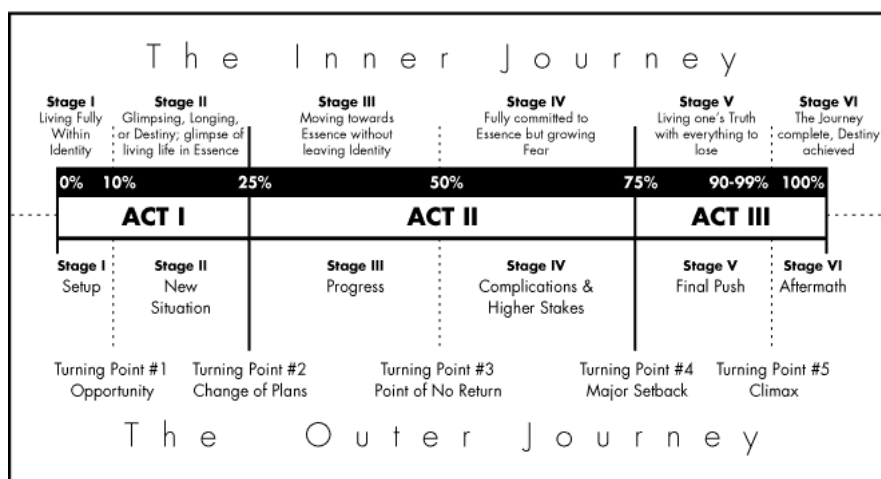 The Inner Journey
Stage I
Living Fully
Within
Identity
Stage II
Glimpsing, Longing,
or Destiny; glimpse of
living life in Essence
Stage III
Moving towards
Essence without
leaving Identity
Stage IV
Fully committed to
Essence but growing
Fear
Stage V
Living one's Truth
with everything to
lose
Stage VI
The Journey
complete, Destiny
achieved
0% 10% 25% 50% 75% 90-99% 100%
ACT I ACT II ACT III
Stage I
Setup
Stage II
New
Situation
Stage III
Progress
Stage IV
Complications &
Higher Stakes
Stage V
Final Push
Stage VI
Aftermath
Turning Point #1
Opportunity
Turning Point #2
Change of Plans
Turning Point #3
Point of No Return
Turning Point #4
Major Setback
Turning Point #5
Climax
The Outer Journey